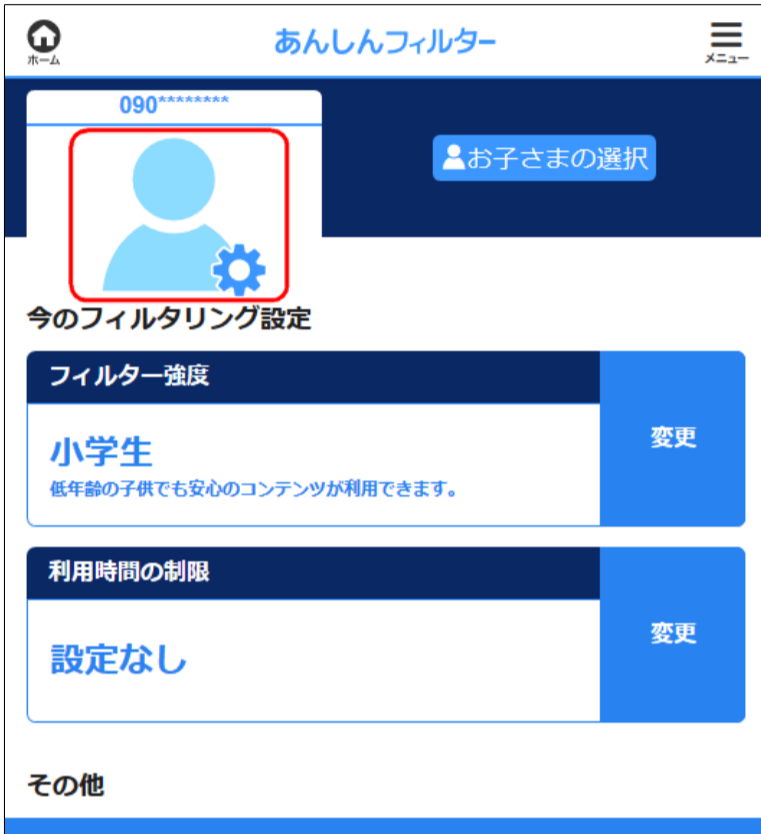 ホーム
あんしんフィルター
メニュー
090********
お子さまの選択
今のフィルタリング設定
フィルター強度
小学生
低年齢の子供でも安心のコンテンツが利用できます。
変更
利用時間の制限
設定なし
変更
その他